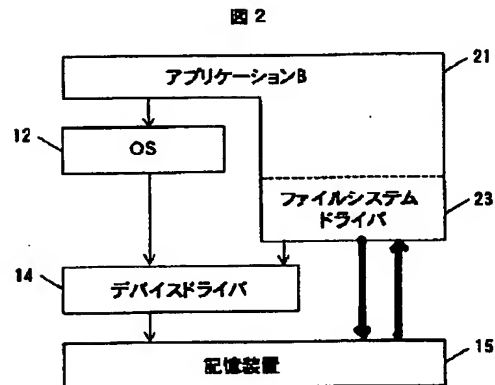 図2
アプリケーションB
21
12
OS
ファイルシステム
ドライバ
23
14
デバイスドライバ
記憶装置
15